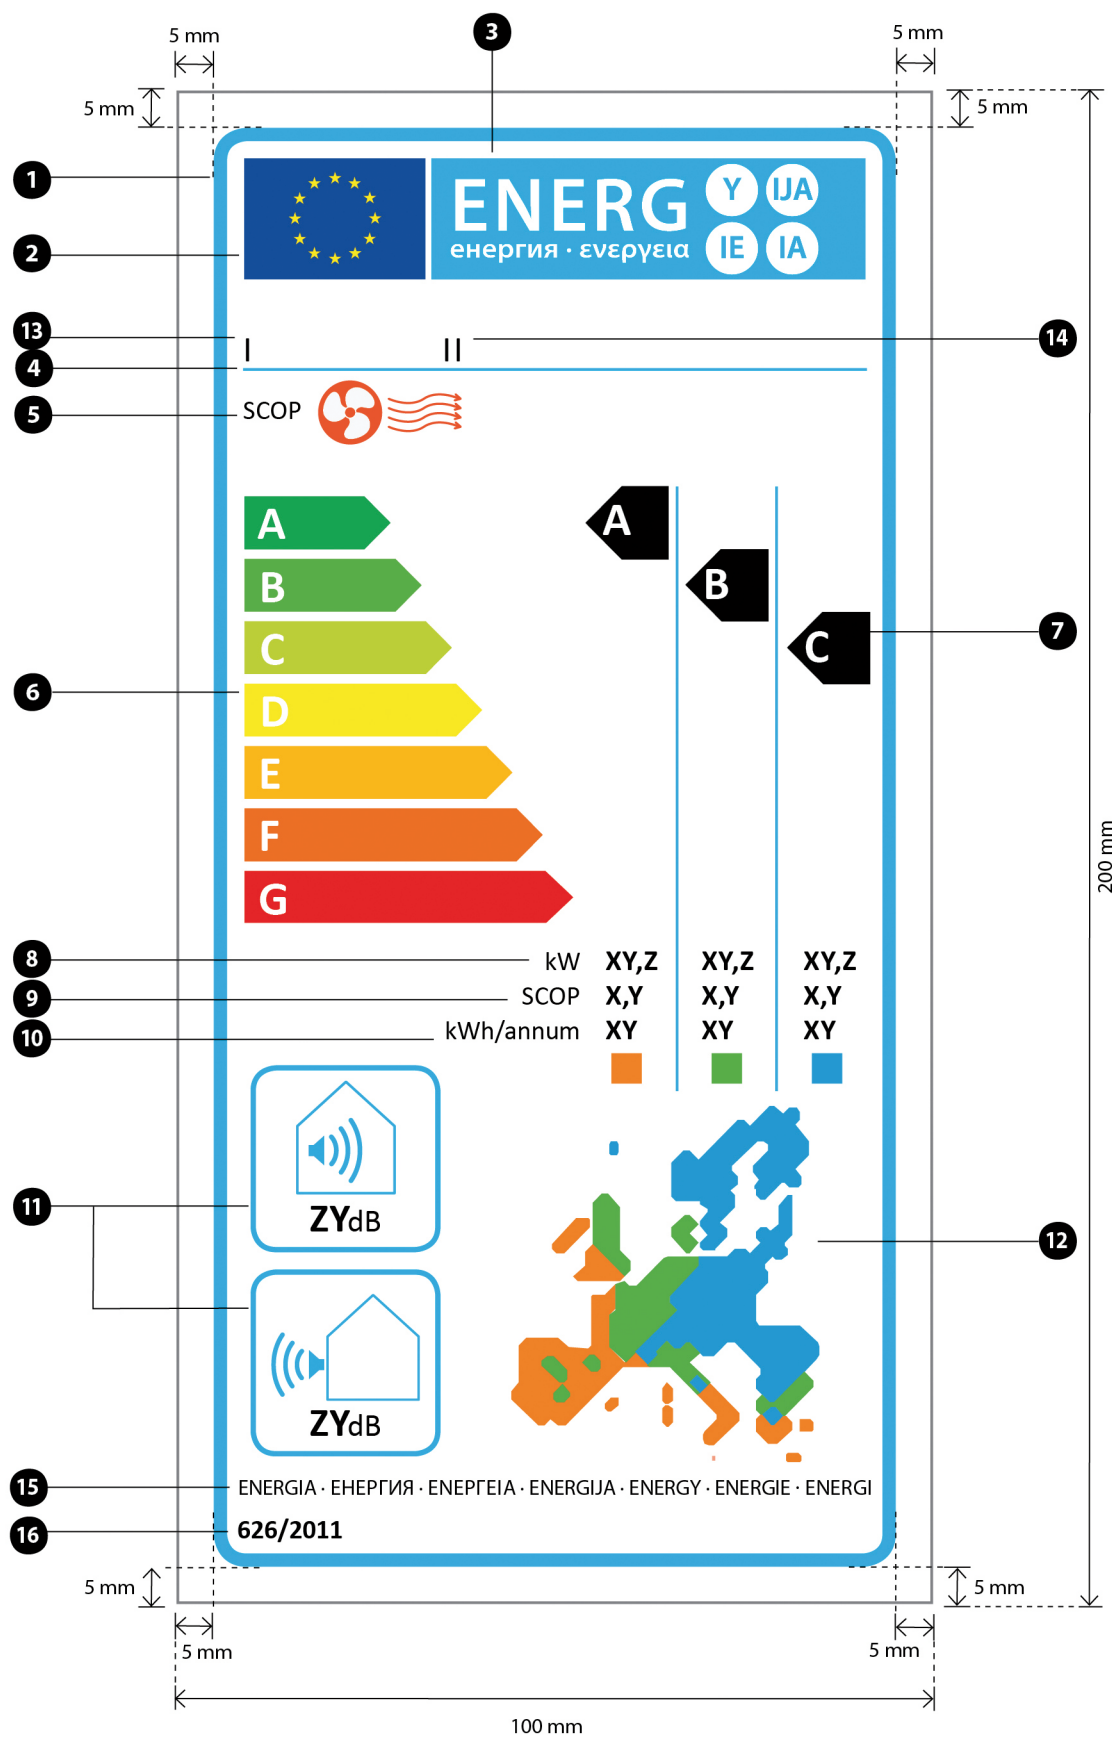 3
5 mm
5 mm
5 mm
5 mm
1
ENERG
Y
IJA
енергия · ενεργεια
IE
IA
2
13
I
II
14
4
5
SCOP
A
A
B
B
C
C
7
6
D
E
F
G
200 mm
8
kW
XY,Z
XY,Z
XY,Z
9
SCOP
X,Y
X,Y
X,Y
10
kWh/annum
XY
XY
XY
11
ZYdB
12
ZYdB
15
ENERGIA · ЕНЕРГИЯ · ΕΝΕΡΓΕΙΑ · ENERGIJA · ENERGY · ENERGIE · ENERGI
16
626/2011
5 mm
5 mm
5 mm
5 mm
100 mm